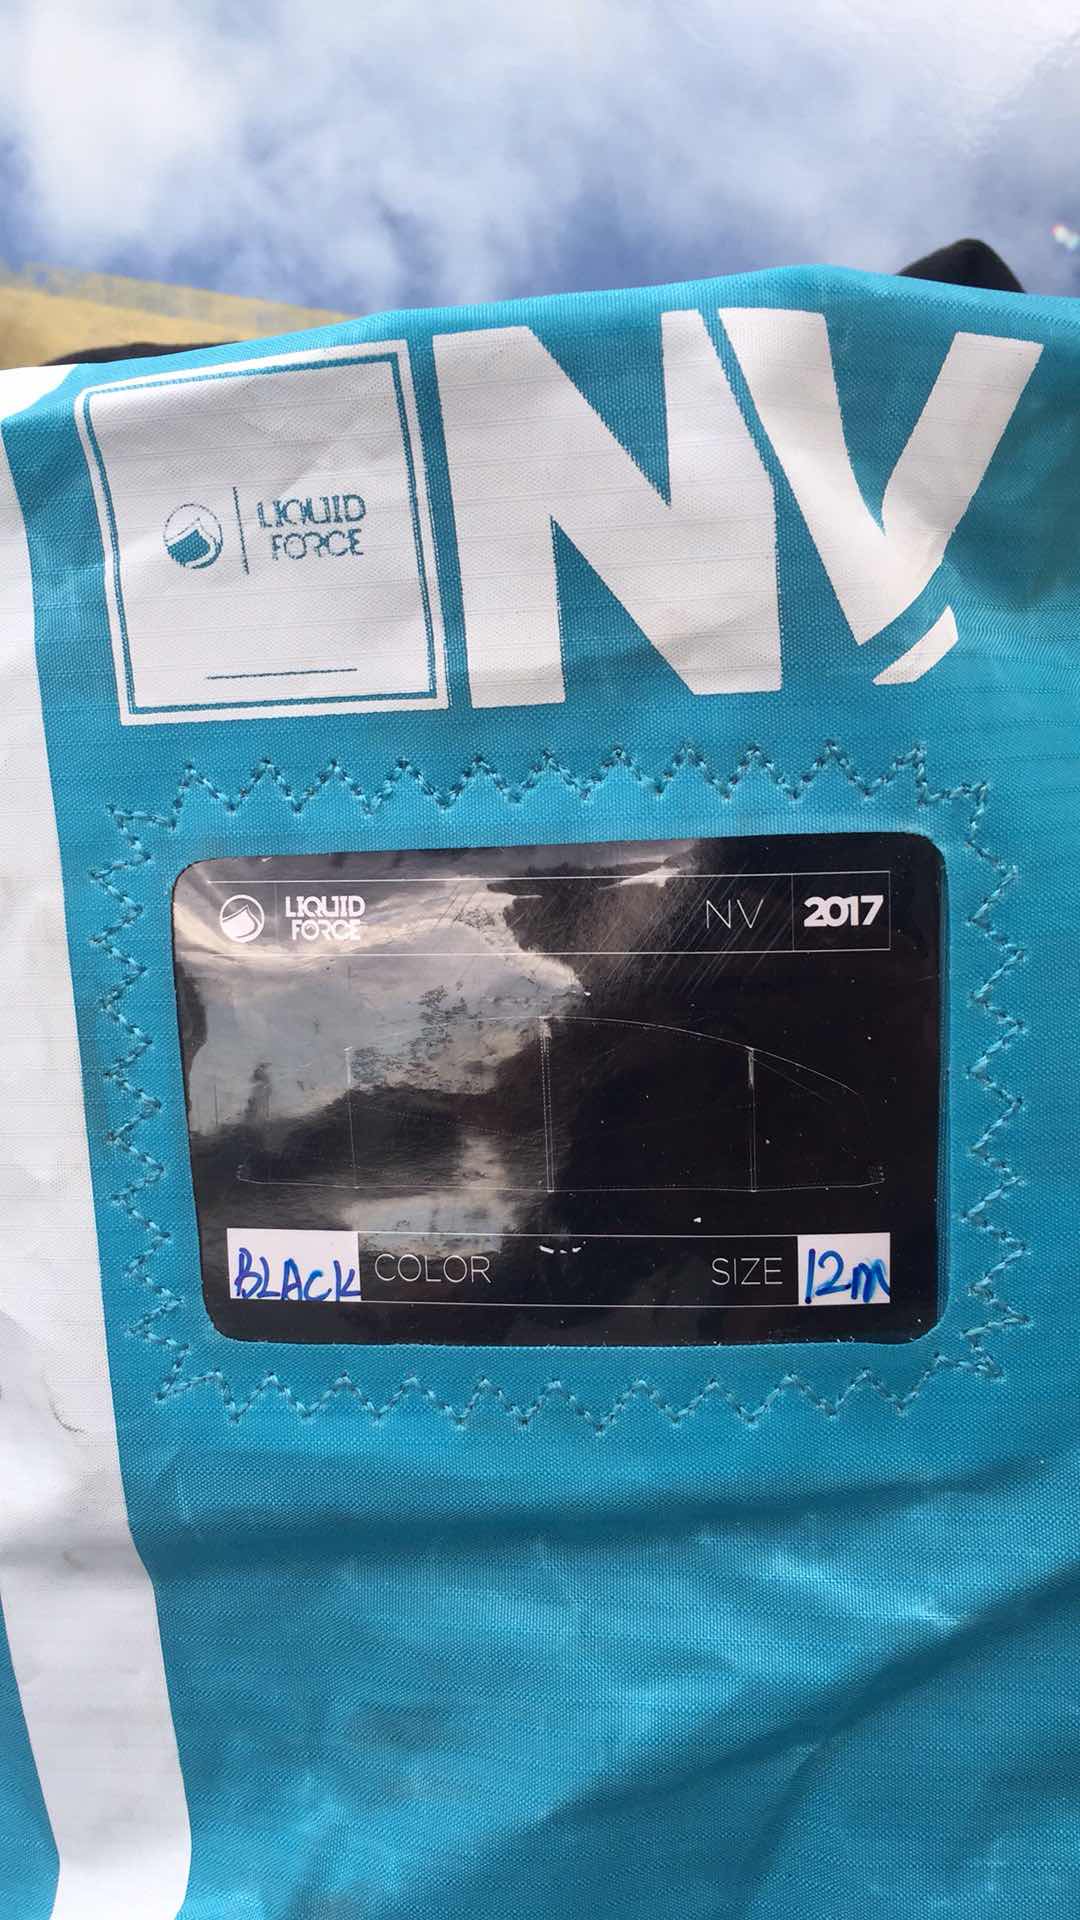 LIQUID
FORCE
NV
LIQUID
FORCE
NV 2017
BLACK COLOR SIZE 12m